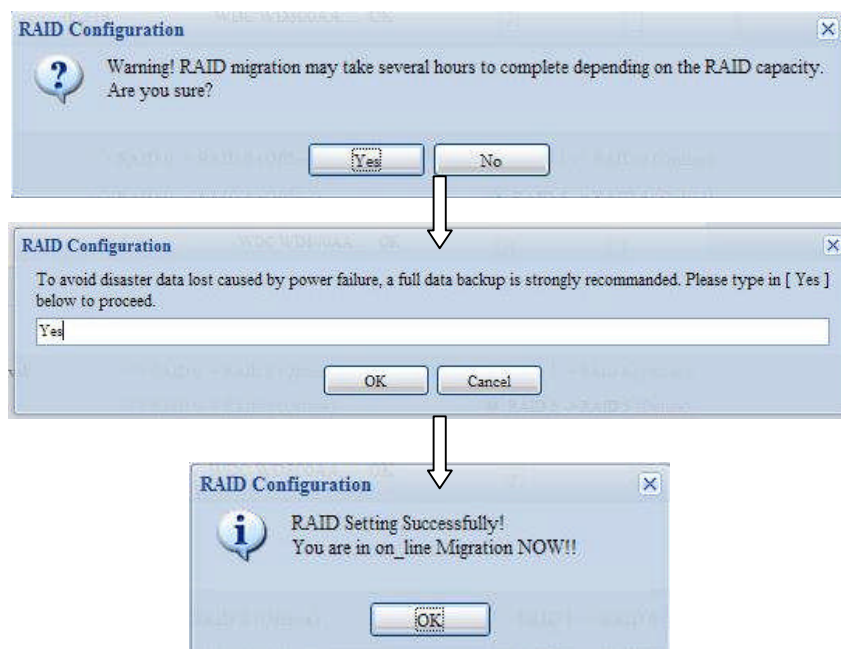 RAID Configuration
Warning! RAID migration may take several hours to complete depending on the RAID capacity.
Are you sure?
Yes
No
RAID Configuration
To avoid disaster data lost caused by power failure, a full data backup is strongly recommanded. Please type in [ Yes ]
below to proceed.
Yes
OK
Cancel
RAID Configuration
RAID Setting Successfully!
You are in on_line Migration NOW!!
OK